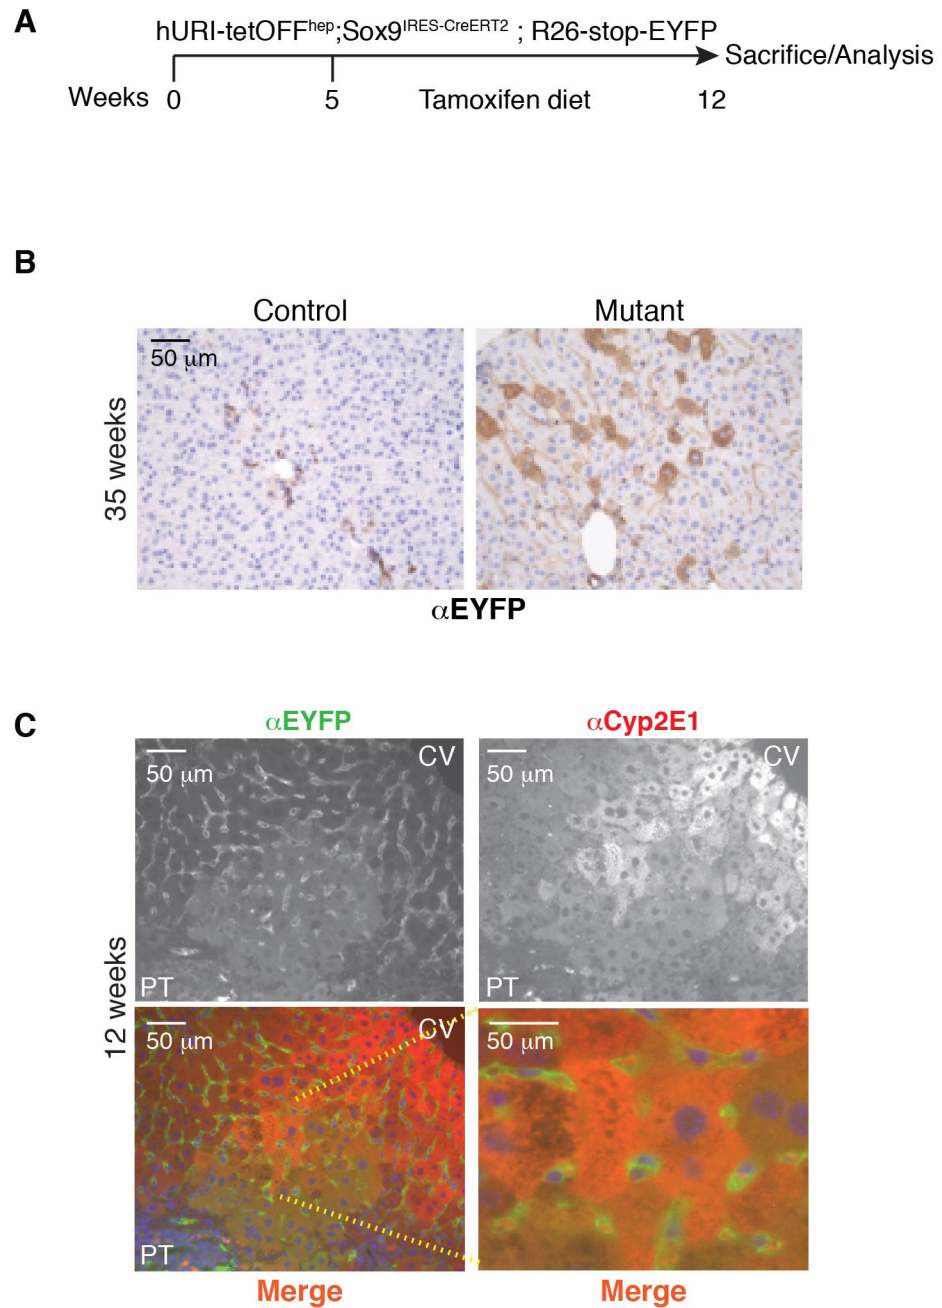 A
hURI-tetOFFhep;Sox9IRES-CreERT2 ; R26-stop-EYFP
Sacrifice/Analysis
Weeks 0 5 Tamoxifen diet 12
B
Control Mutant
50 µm
35 weeks
αEYFP
C
αEYFP αCyp2E1
CV CV
50 µm 50 µm
PT PT
12 weeks
CV
50 µm 50 µm
PT
Merge Merge